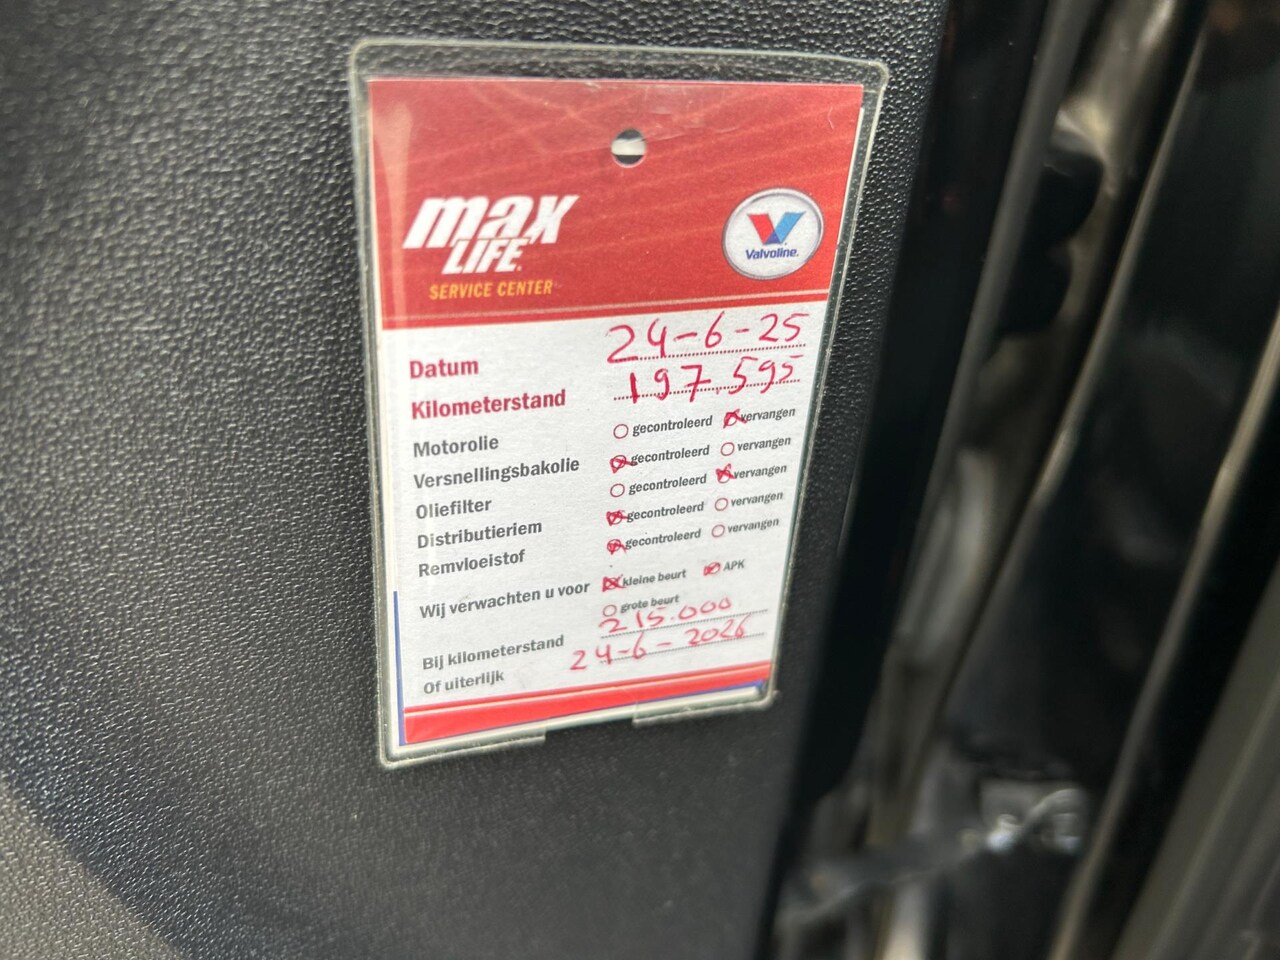 max
LIFE
SERVICE CENTER
Valvoline
Datum 24-6-25
Kilometerstand 197.595
Motorolie gecontroleerd vervangen
Versnellingsbakolie gecontroleerd vervangen
Oliefilter gecontroleerd vervangen
Distributieriem gecontroleerd vervangen
Remvloeistof gecontroleerd vervangen
Wij verwachten u voor kleine beurt APK
grote beurt
Bij kilometerstand 215.000
Of uiterlijk 24-6-2026